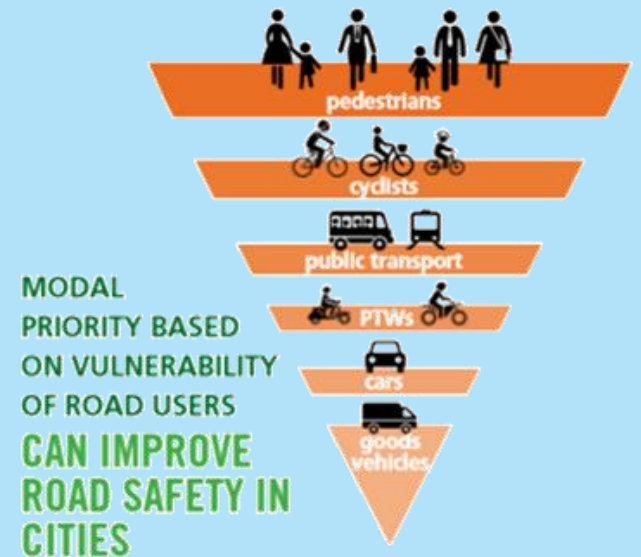 pedestrians
cyclists
public transport
PTWs
cars
goods
vehicles
MODAL
PRIORITY BASED
ON VULNERABILITY
OF ROAD USERS
CAN IMPROVE
ROAD SAFETY IN
CITIES